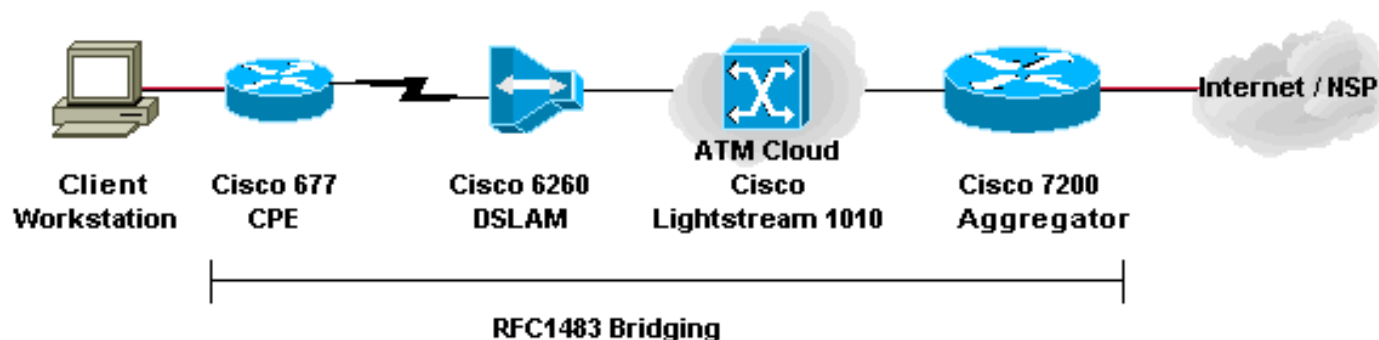 Internet / NSP
ATM Cloud
Client
Workstation
Cisco 677
CPE
Cisco 6260
DSLAM
Cisco
Lightstream 1010
Cisco 7200
Aggregator
RFC1483 Bridging